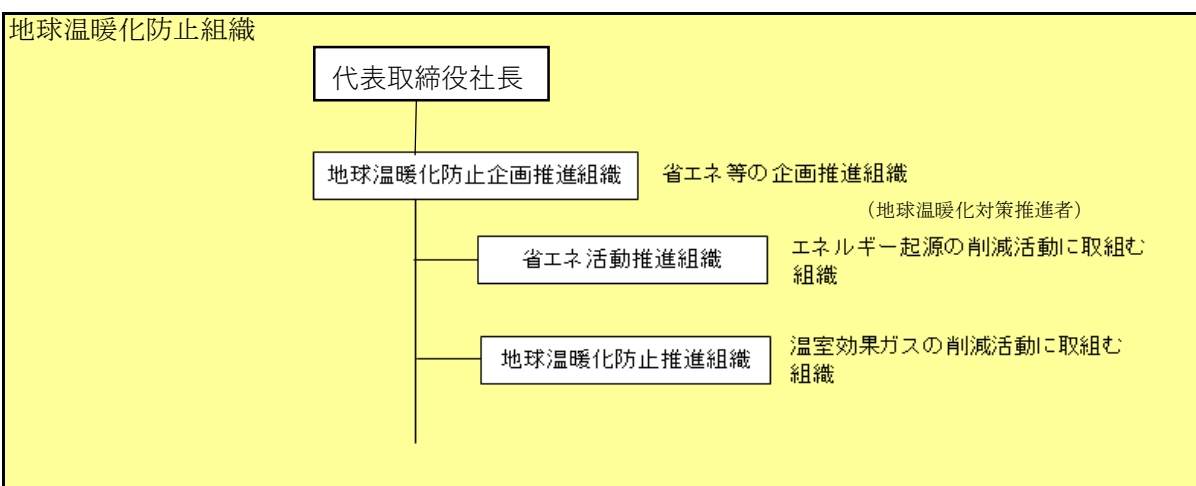 地球温暖化防止組織
代表取締役社長
地球温暖化防止企画推進組織
省エネ等の企画推進組織
（地球温暖化対策推進者）
省エネ活動推進組織
エネルギー起源の削減活動に取組む
組織
地球温暖化防止推進組織
温室効果ガスの削減活動に取組む
組織